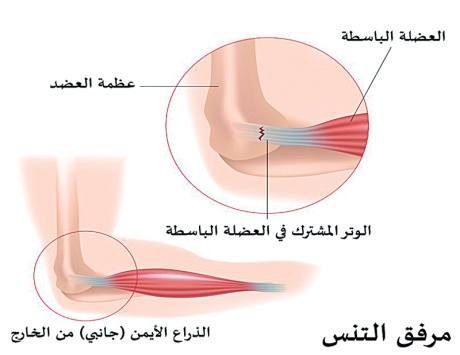 العضلة الباسطة
عظمة العضد
الوتر المشترك في العضلة الباسطة
الذراع الأيمن (جانبي) من الخارج
مرفق التنس